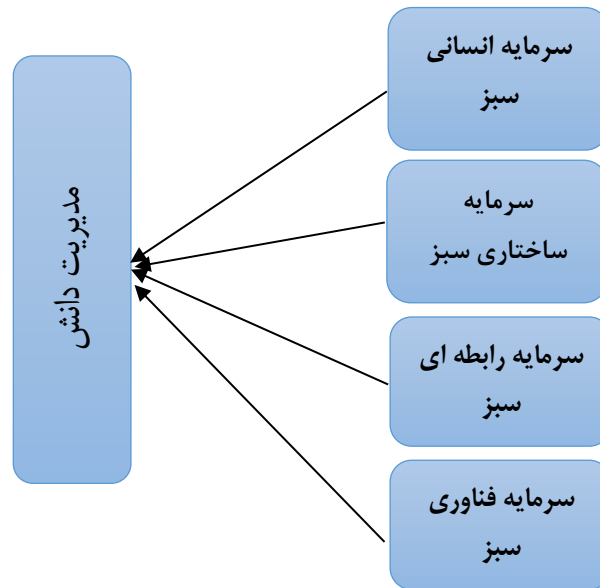 سرمایه انسانی
سبز
سرمایه
ساختاری سبز
سرمایه رابطه ای
سبز
سرمایه فناوری
سبز
مدیریت دانش